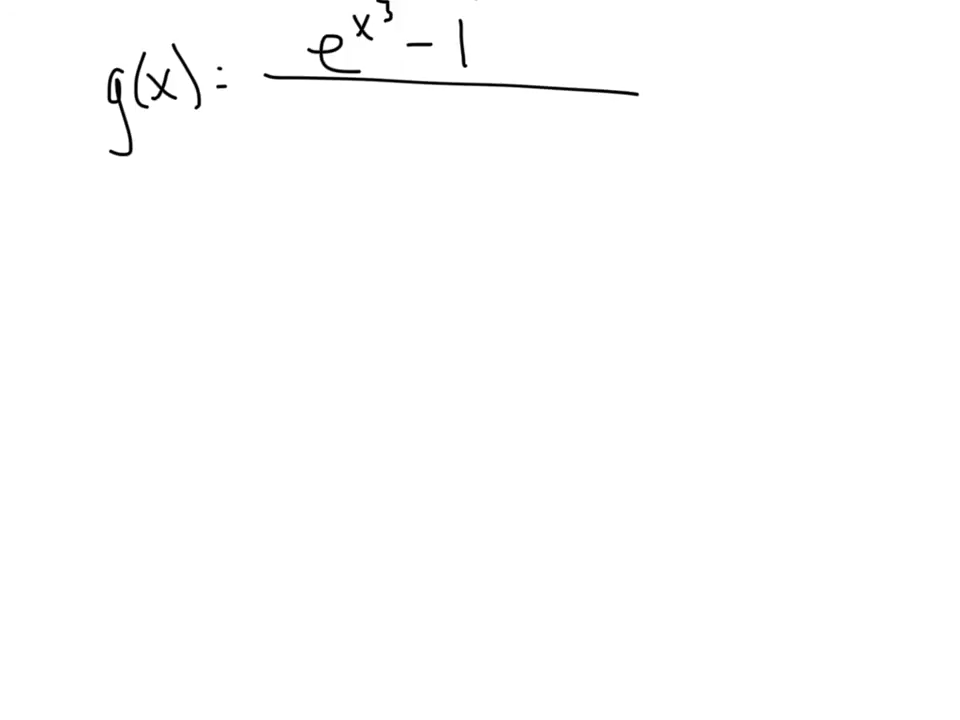 g(x) = e^{x^3} - 1